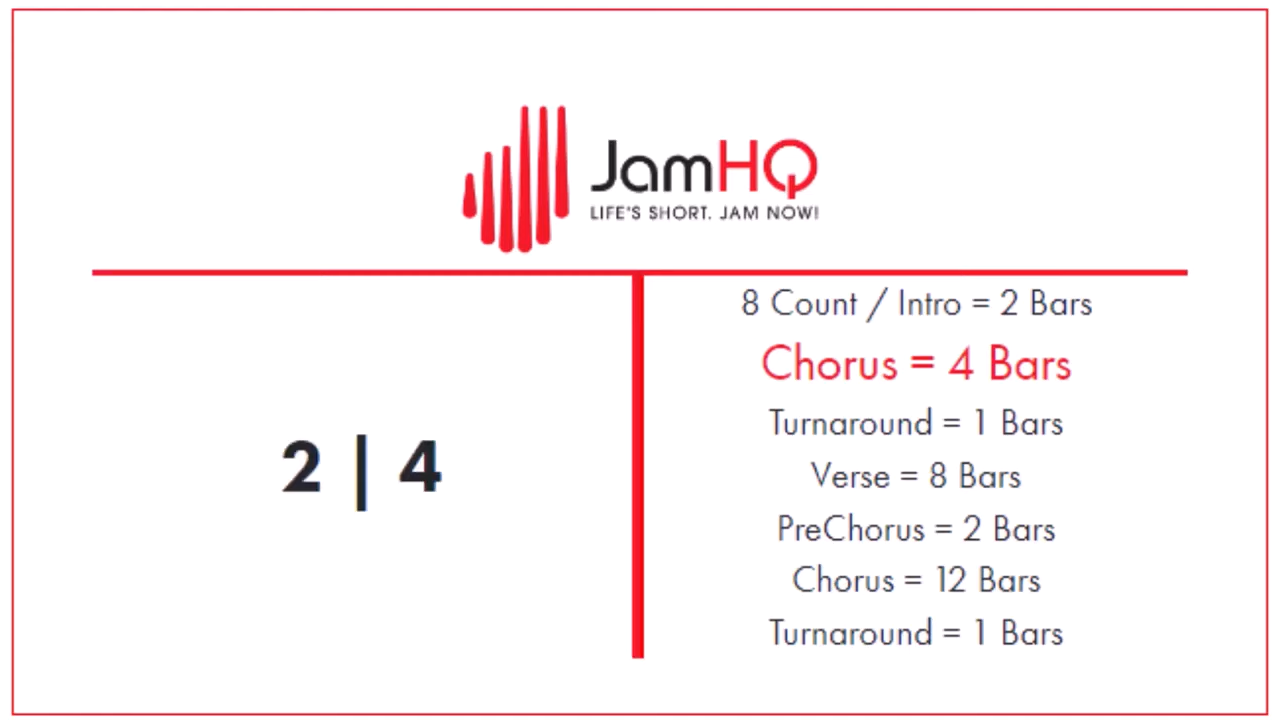 JamHQ
LIFE'S SHORT. JAM NOW!
2 | 4
8 Count / Intro = 2 Bars
Chorus = 4 Bars
Turnaround = 1 Bars
Verse = 8 Bars
PreChorus = 2 Bars
Chorus = 12 Bars
Turnaround = 1 Bars